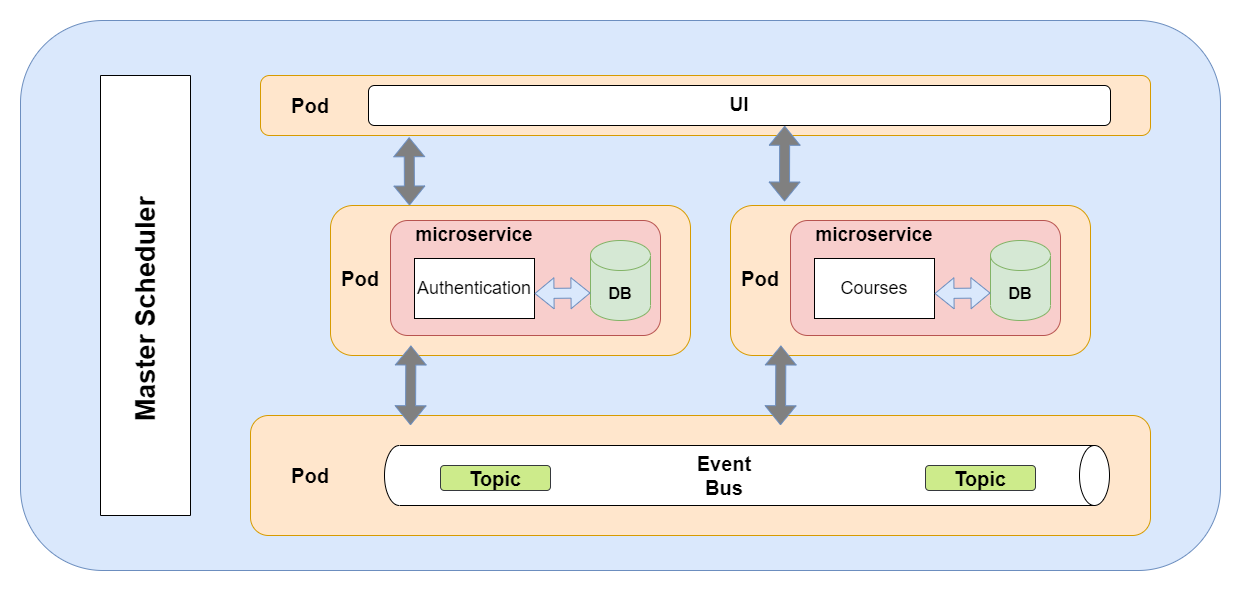 Master Scheduler
Pod
UI
Pod
microservice
Authentication
DB
Pod
microservice
Courses
DB
Pod
Topic
Event
Bus
Topic